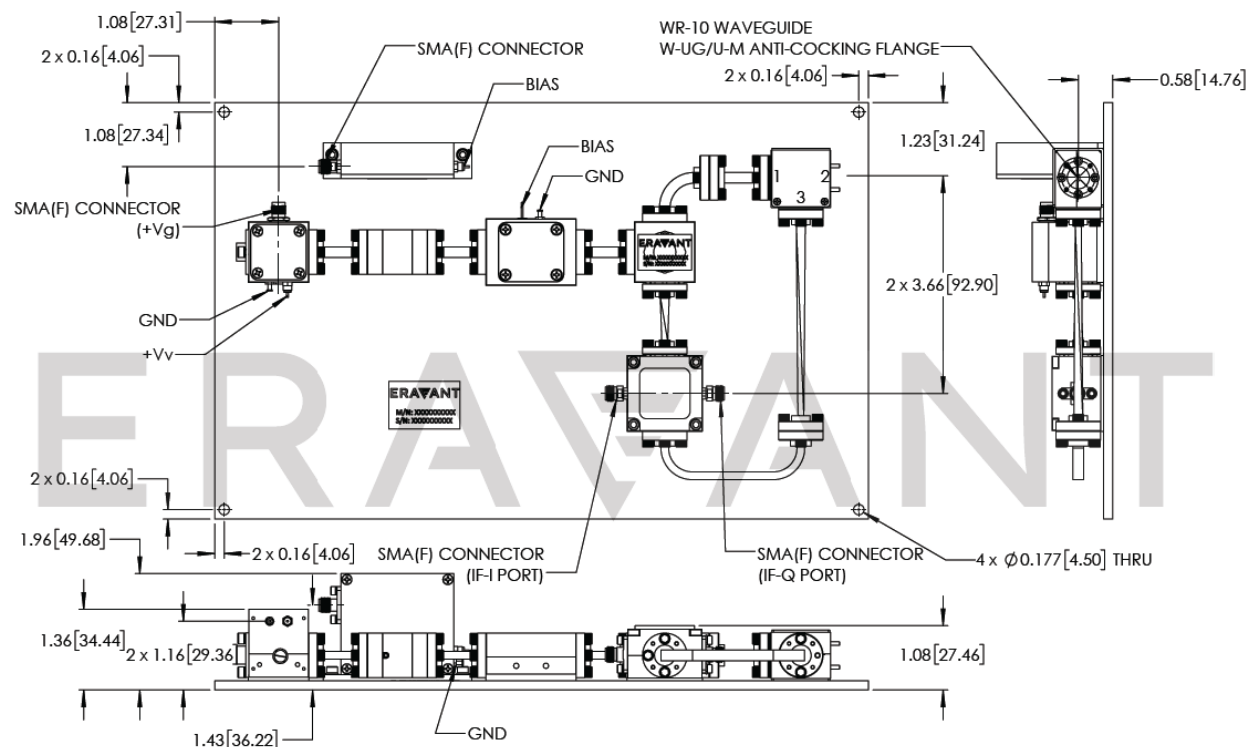 1.08[27.31]
2 x 0.16[4.06]
SMA(F) CONNECTOR
BIAS
WR-10 WAVEGUIDE
W-UG/U-M ANTI-COCKING FLANGE
2 x 0.16[4.06]
0.58[14.76]
1.08[27.34]
1.23[31.24]
BIAS
GND
1
2
3
SMA(F) CONNECTOR
(+Vg)
ERAVANT
M/N: XXXXXXXXXX
S/N: XXXXXXXXXX
2 x 3.66[92.90]
GND
+Vv
ERAVANT
ERAVANT
M/N: XXXXXXXXXX
S/N: XXXXXXXXXX
2 x 0.16[4.06]
1.96[49.68]
2 x 0.16[4.06]
SMA(F) CONNECTOR
(IF-I PORT)
SMA(F) CONNECTOR
(IF-Q PORT)
4 x Ø0.177[4.50] THRU
1.36[34.44]
2 x 1.16[29.36]
1.08[27.46]
1.43[36.22]
GND